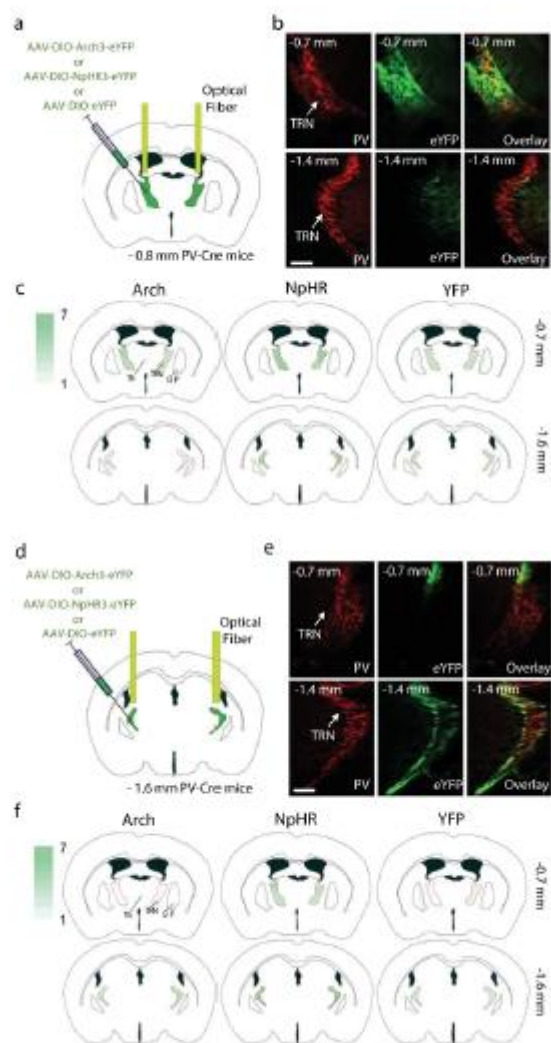 a
AAV-DIO-Arch3-eYFP
or
AAV-DIO-NpHR3-eYFP
or
AAV-DIO eYFP
Optical
Fiber
- 0.8 mm PV-Cre mice
b
-0.7 mm
-0.7 mm
-0.7 mm
TRN
PV
eYFP
Overlay
-1.4 mm
-1.4 mm
-1.4 mm
TRN
PV
eYFP
Overlay
c
7
1
Arch
NpHR
YFP
-0.7 mm
-1.6 mm
d
AAV-DIO-Arch3-eYFP
or
AAV-DIO-NpHR3-eYFP
or
AAV-DIO-eYFP
Optical
Fiber
- 1.6 mm PV-Cre mice
e
-0.7 mm
-0.7 mm
-0.7 mm
TRN
PV
eYFP
Overlay
-1.4 mm
-1.4 mm
-1.4 mm
TRN
PV
eYFP
Overlay
f
7
1
Arch
NpHR
YFP
-0.7 mm
-1.6 mm